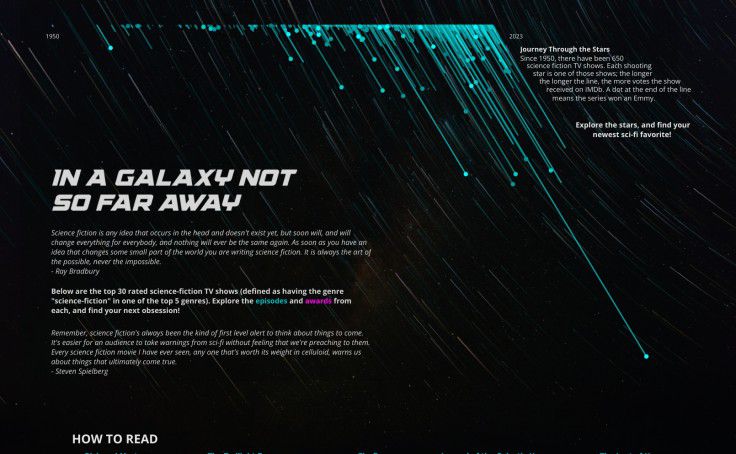 1950
2023
Journey Through the Stars
Since 1950, there have been 650
science fiction TV shows. Each shooting
star is one of those shows; the longer
the longer the line, the more votes the show
received on IMDb. A dot at the end of the line
means the series won an Emmy.
Explore the stars, and find your
newest sci-fi favorite!
IN A GALAXY NOT
SO FAR AWAY
Science fiction is any idea that occurs in the head and doesn't exist yet, but soon will, and will
change everything for everybody, and nothing will ever be the same again. As soon as you have an
idea that changes some small part of the world you are writing science fiction. It is always the art of
the possible, never the impossible.
- Ray Bradbury
Below are the top 30 rated science-fiction TV shows (defined as having the genre
"science-fiction" in one of the top 5 genres). Explore the episodes and awards from
each, and find your next obsession!
Remember, science fiction's always been the kind of first level alert to think about things to come.
It's easier for an audience to take warnings from sci-fi without feeling that we're preaching to them.
Every science fiction movie I have ever seen, any one that's worth its weight in celluloid, warns us
about things that ultimately come true.
- Steven Spielberg
HOW TO READ